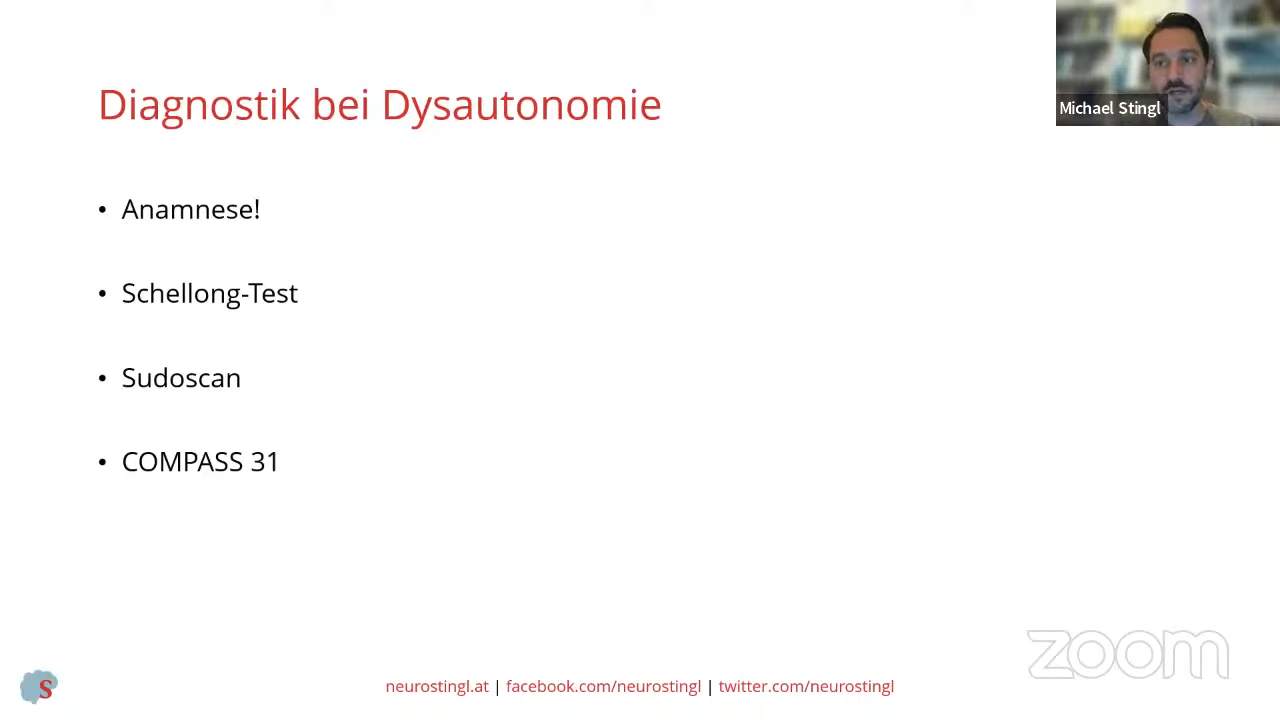 Diagnostik bei Dysautonomie
Michael Stingl
• Anamnese!
• Schellong-Test
• Sudoscan
• COMPASS 31
zoom
S
neurostingl.at | facebook.com/neurostingl | twitter.com/neurostingl